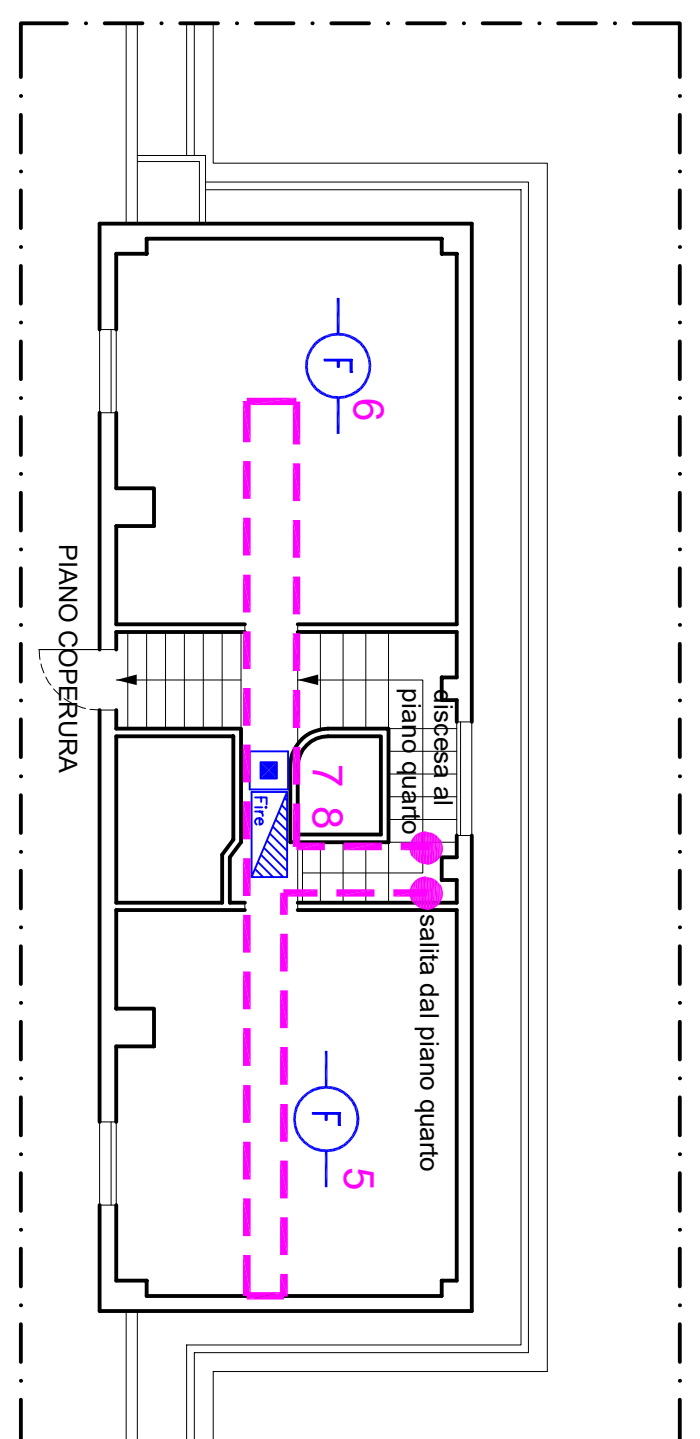 F
6
PIANO COPERURA
discesa al
piano quarto
7 8
Fire
salita dal piano quarto
F
5